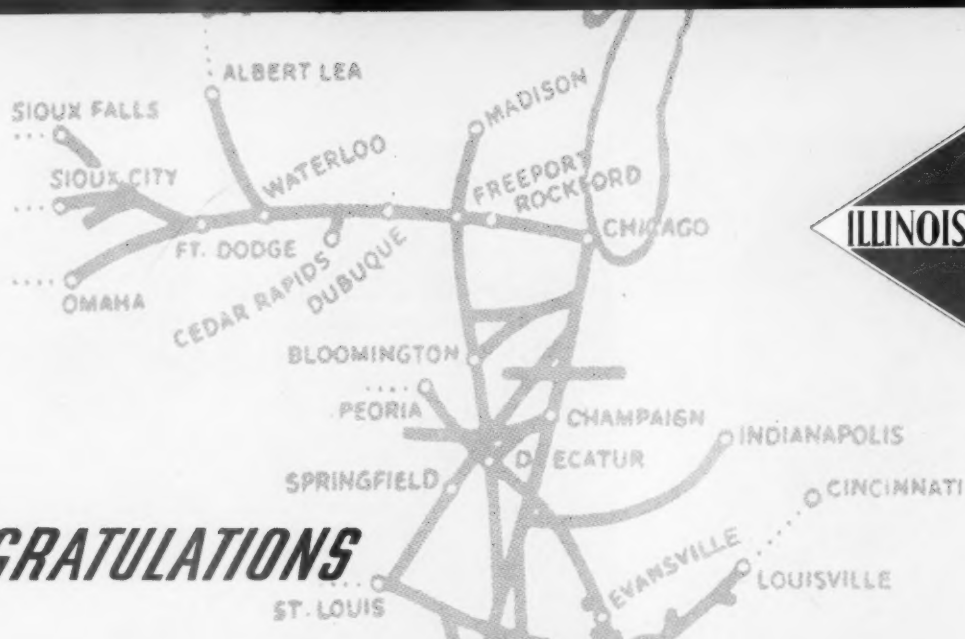 ALBERT LEA
SIOUX FALLS
MADISON
SIOUX CITY
WATERLOO
FREEPORT
ROCKFORD
CHICAGO
ILLINOIS
FT. DODGE
CEDAR RAPIDS
DUBUQUE
OMAHA
BLOOMINGTON
PEORIA
CHAMPAIGN
INDIANAPOLIS
DECATUR
SPRINGFIELD
CINCINNATI
GRATULATIONS
EVANSVILLE
LOUISVILLE
ST. LOUIS